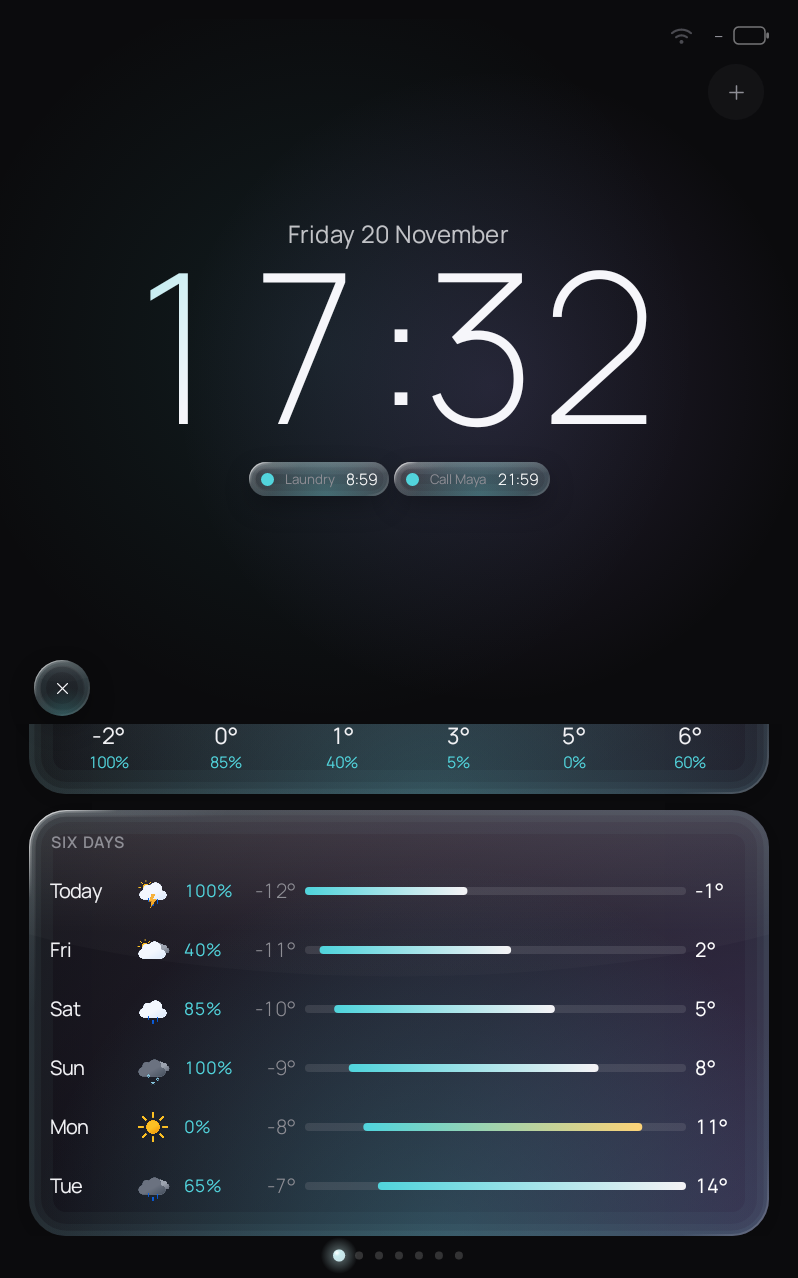 –
+
Friday 20 November
17:32
Laundry 8:59 Call Maya 21:59
-2° 0° 1° 3° 5° 6°
100% 85% 40% 5% 0% 60%
SIX DAYS
Today 100% -12° -1°
Fri 40% -11° 2°
Sat 85% -10° 5°
Sun 100% -9° 8°
Mon 0% -8° 11°
Tue 65% -7° 14°